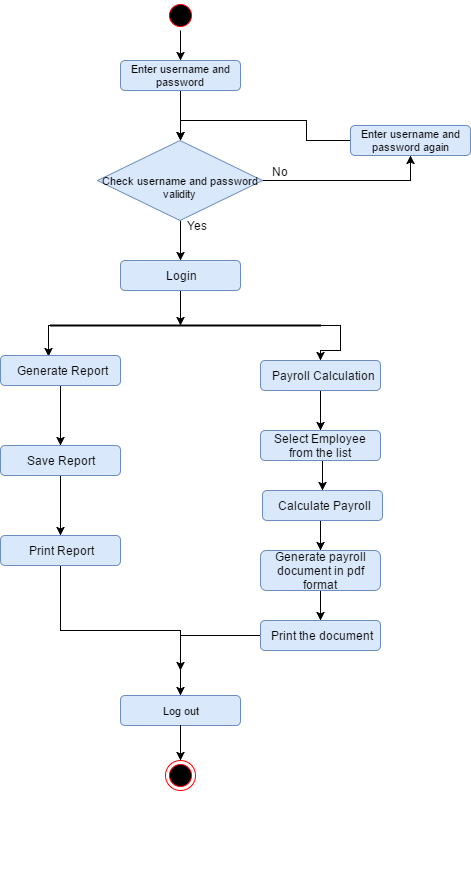 Enter username and
password
Enter username and
password again
Check username and password
validity
No
Yes
Login
Generate Report
Payroll Calculation
Save Report
Select Employee
from the list
Calculate Payroll
Print Report
Generate payroll
document in pdf
format
Print the document
Log out